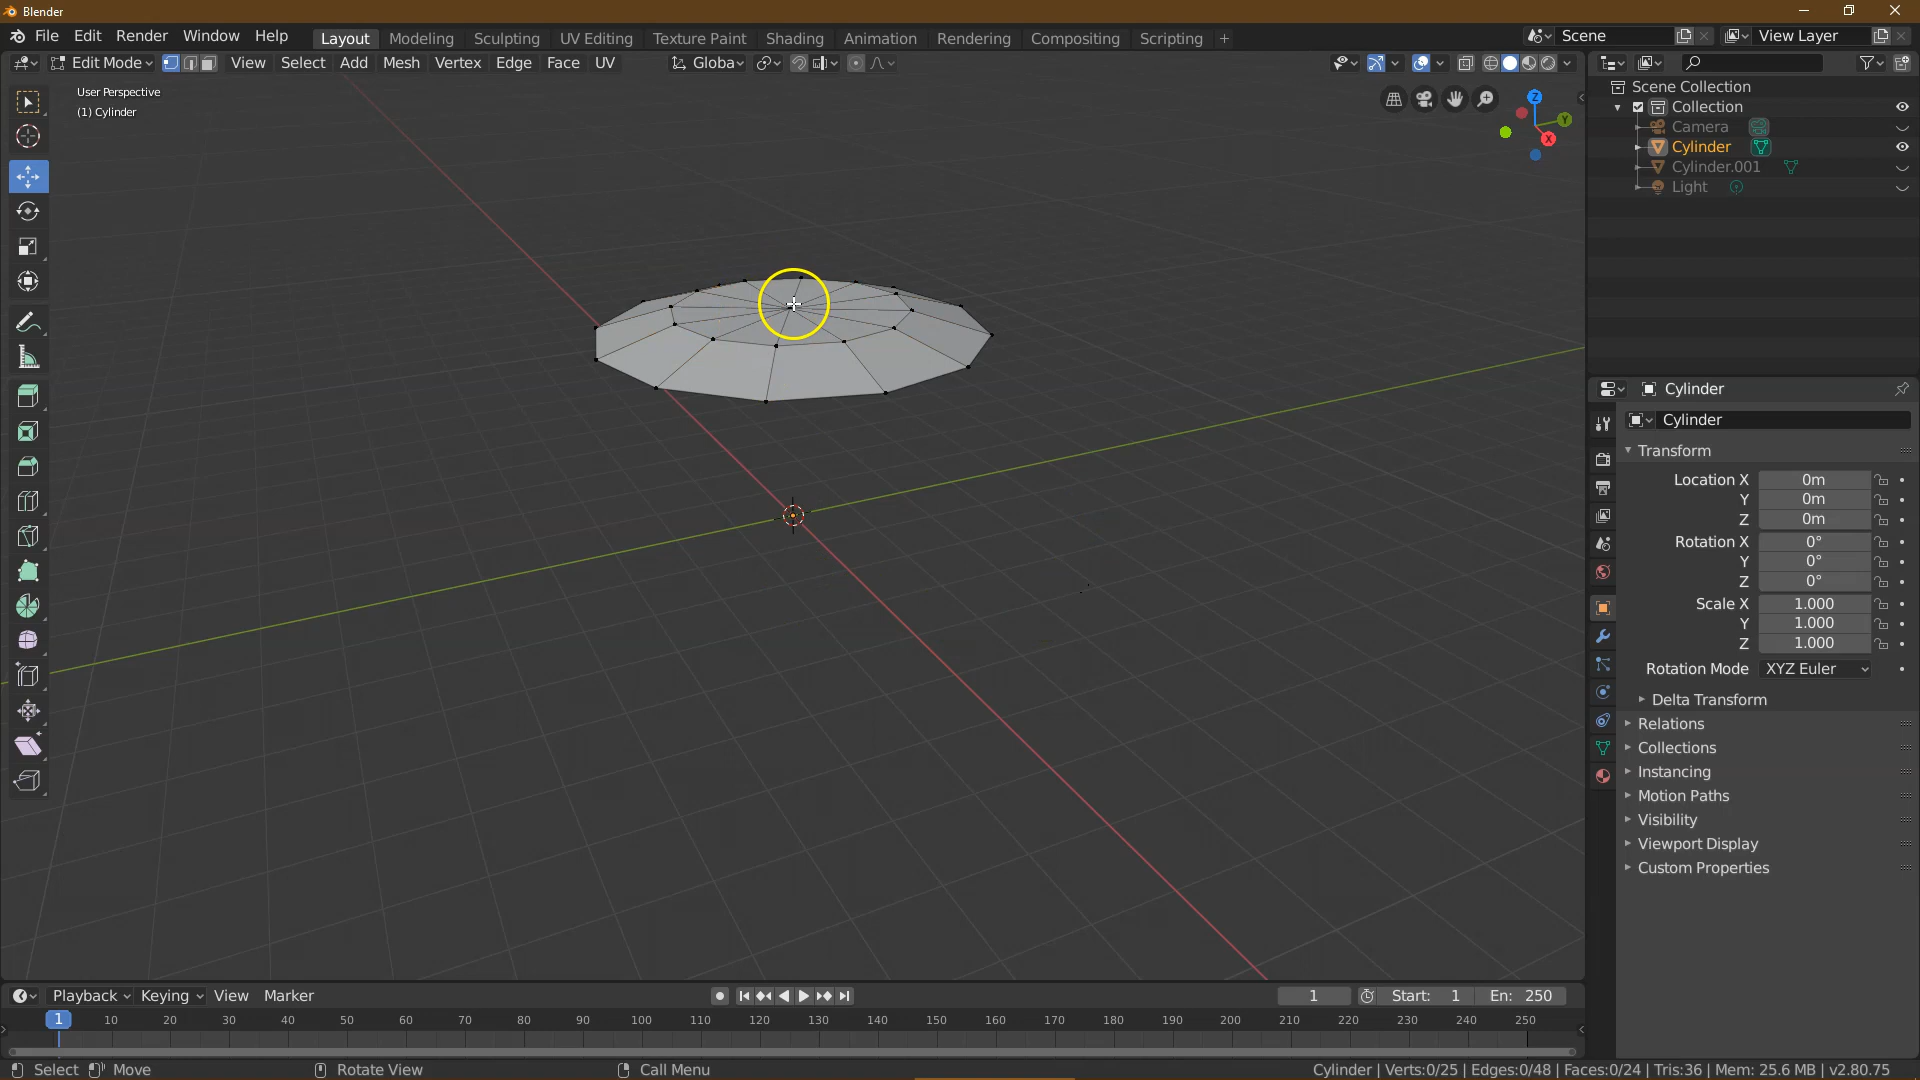 Blender
File Edit Render Window Help Layout Modeling Sculpting UV Editing Texture Paint Shading Animation Rendering Compositing Scripting + Scene View Layer
Edit Mode View Select Add Mesh Vertex Edge Face UV Globa
User Perspective
(1) Cylinder
Z
Y
X
Scene Collection
Collection
Camera
Cylinder
Cylinder.001
Light
Cylinder
Cylinder
Transform
Location X 0m
Y 0m
Z 0m
Rotation X 0°
Y 0°
Z 0°
Scale X 1.000
Y 1.000
Z 1.000
Rotation Mode XYZ Euler
Delta Transform
Relations
Collections
Instancing
Motion Paths
Visibility
Viewport Display
Custom Properties
Playback Keying View Marker 1 Start: 1 En: 250
1 10 20 30 40 50 60 70 80 90 100 110 120 130 140 150 160 170 180 190 200 210 220 230 240 250
Select Move Rotate View Call Menu Cylinder | Verts:0/25 | Edges:0/48 | Faces:0/24 | Tris:36 | Mem: 25.6 MB | v2.80.75